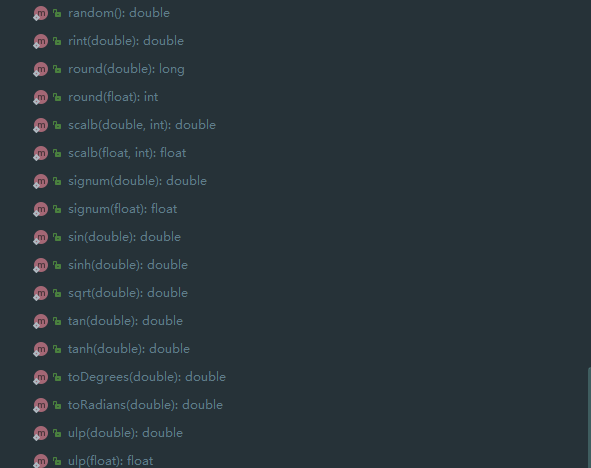 random(): double
rint(double): double
round(double): long
round(float): int
scalb(double, int): double
scalb(float, int): float
signum(double): double
signum(float): float
sin(double): double
sinh(double): double
sqrt(double): double
tan(double): double
tanh(double): double
toDegrees(double): double
toRadians(double): double
ulp(double): double
ulp(float): float